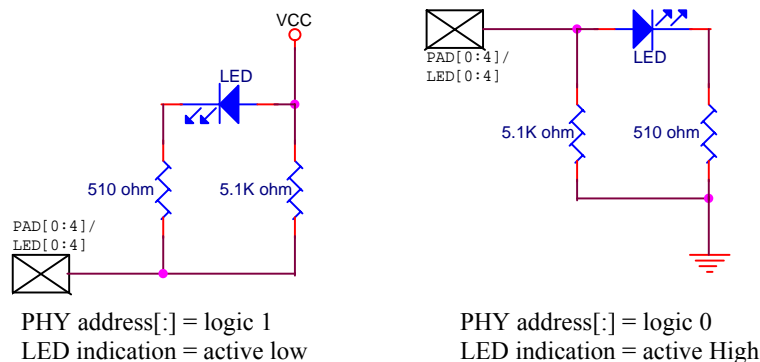 VCC
LED
510 ohm
5.1K ohm
PAD[0:4]/
LED[0:4]
PHY address[:] = logic 1
LED indication = active low
PAD[0:4]/
LED[0:4]
LED
5.1K ohm
510 ohm
PHY address[:] = logic 0
LED indication = active High